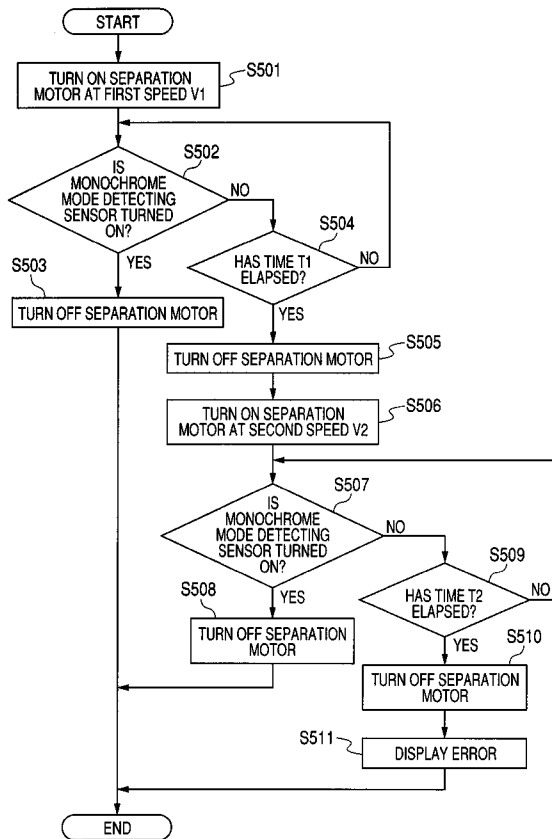 START
TURN ON SEPARATION
MOTOR AT FIRST SPEED V1
S501
IS
MONOCHROME
MODE DETECTING
SENSOR TURNED
ON?
S502
NO
YES
S503
TURN OFF SEPARATION MOTOR
S504
HAS TIME T1
ELAPSED?
NO
YES
TURN OFF SEPARATION MOTOR
S505
TURN ON SEPARATION
MOTOR AT SECOND SPEED V2
S506
IS
MONOCHROME
MODE DETECTING
SENSOR TURNED
ON?
S507
NO
YES
S508
TURN OFF SEPARATION
MOTOR
S509
HAS TIME T2
ELAPSED?
NO
YES
S510
TURN OFF SEPARATION
MOTOR
S511
DISPLAY ERROR
END